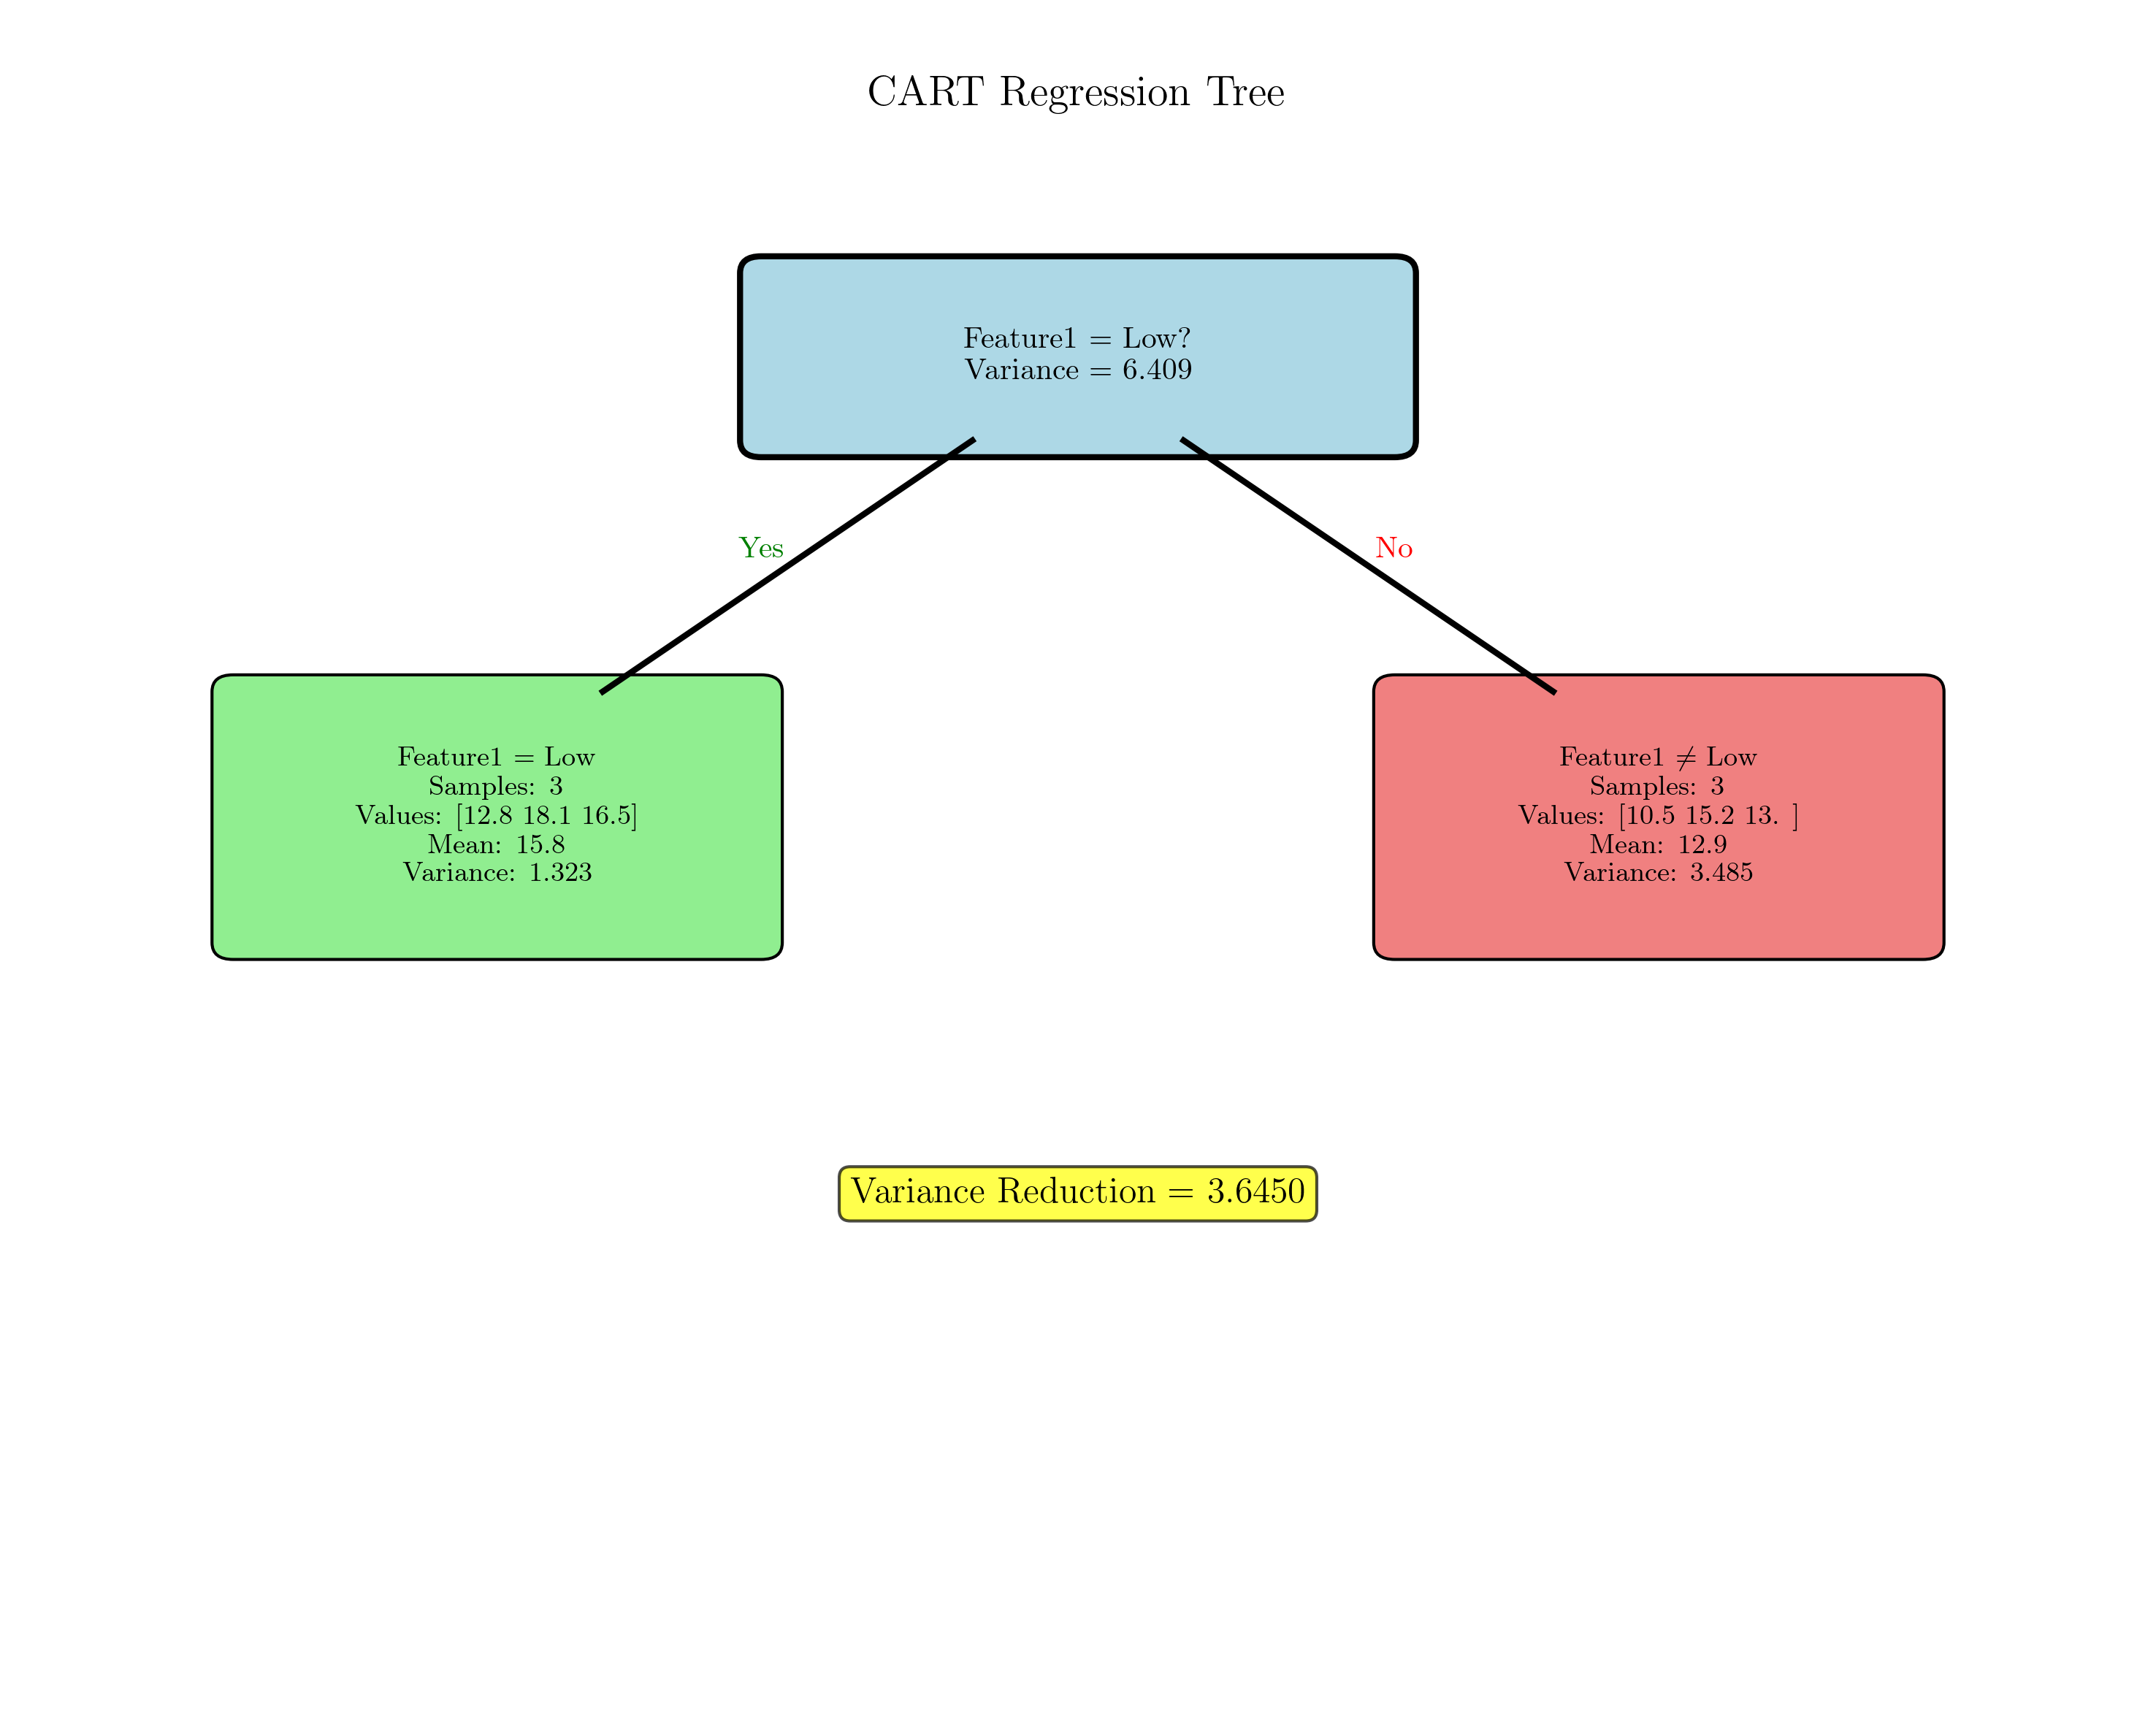 CART Regression Tree
Feature1 = Low?
Variance = 6.409
Yes
No
Feature1 = Low
Samples: 3
Values: [12.8 18.1 16.5]
Mean: 15.8
Variance: 1.323
Feature1 ≠ Low
Samples: 3
Values: [10.5 15.2 13. ]
Mean: 12.9
Variance: 3.485
Variance Reduction = 3.6450